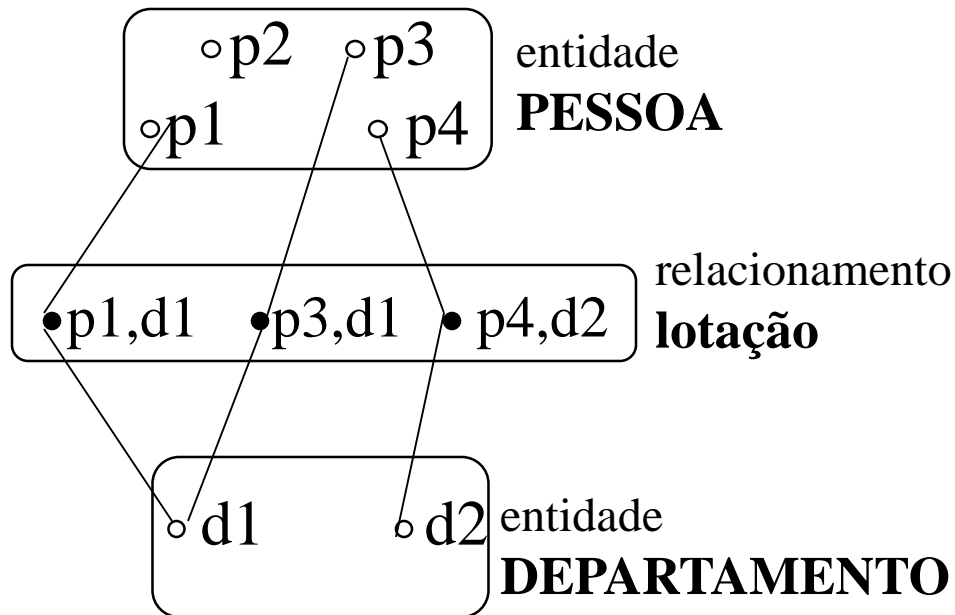 p2 p3
p1 p4
entidade
PESSOA
p1,d1 p3,d1 p4,d2
relacionamento
lotação
d1 d2
entidade
DEPARTAMENTO